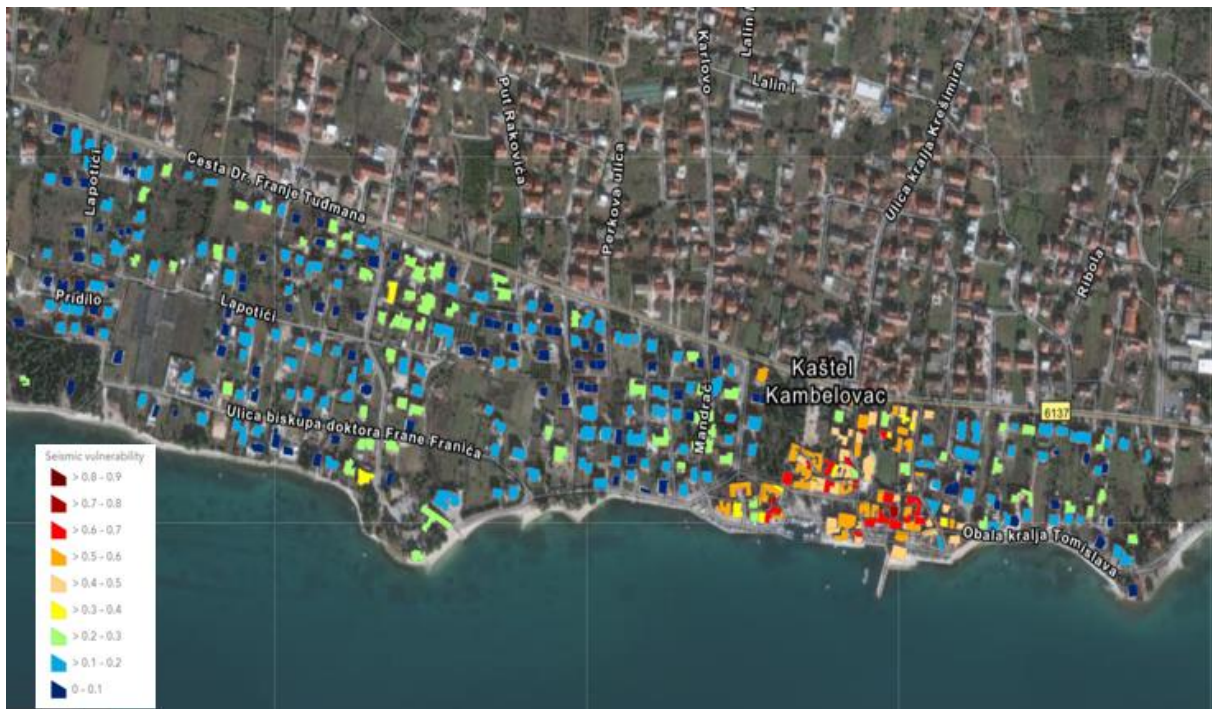 Karlovo
Lalin I
Put Rakovića
Ulica kralja Krešimira
Lapotići
Cesta Dr. Franje Tuđmana
Perkova ulica
Ribola
Pridilo
Lapotići
Kaštel
Kambelovac
6137
Mandrač
Ulica biskupa doktora Frane Franića
Obala kralja Tomislava
Seismic vulnerability
> 0.8 - 0.9
> 0.7 - 0.8
> 0.6 - 0.7
> 0.5 - 0.6
> 0.4 - 0.5
> 0.3 - 0.4
> 0.2 - 0.3
> 0.1 - 0.2
0 - 0.1